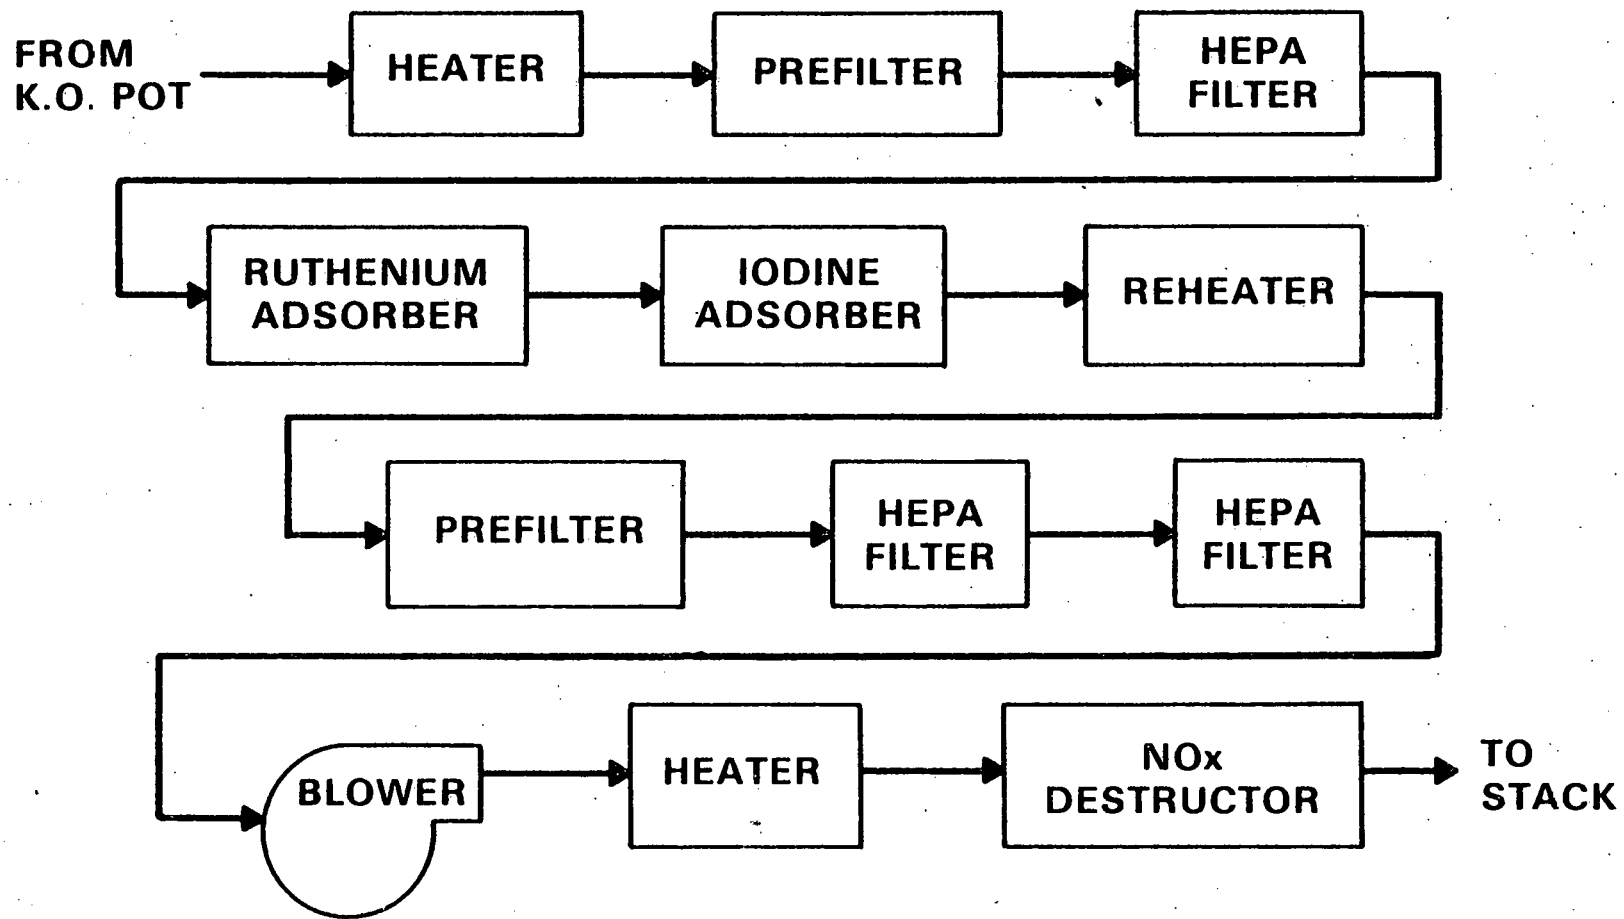 FROM
K.O. POT
HEATER
PREFILTER
HEPA
FILTER
RUTHENIUM
ADSORBER
IODINE
ADSORBER
REHEATER
PREFILTER
HEPA
FILTER
HEPA
FILTER
BLOWER
HEATER
NOx
DESTRUCTOR
TO
STACK